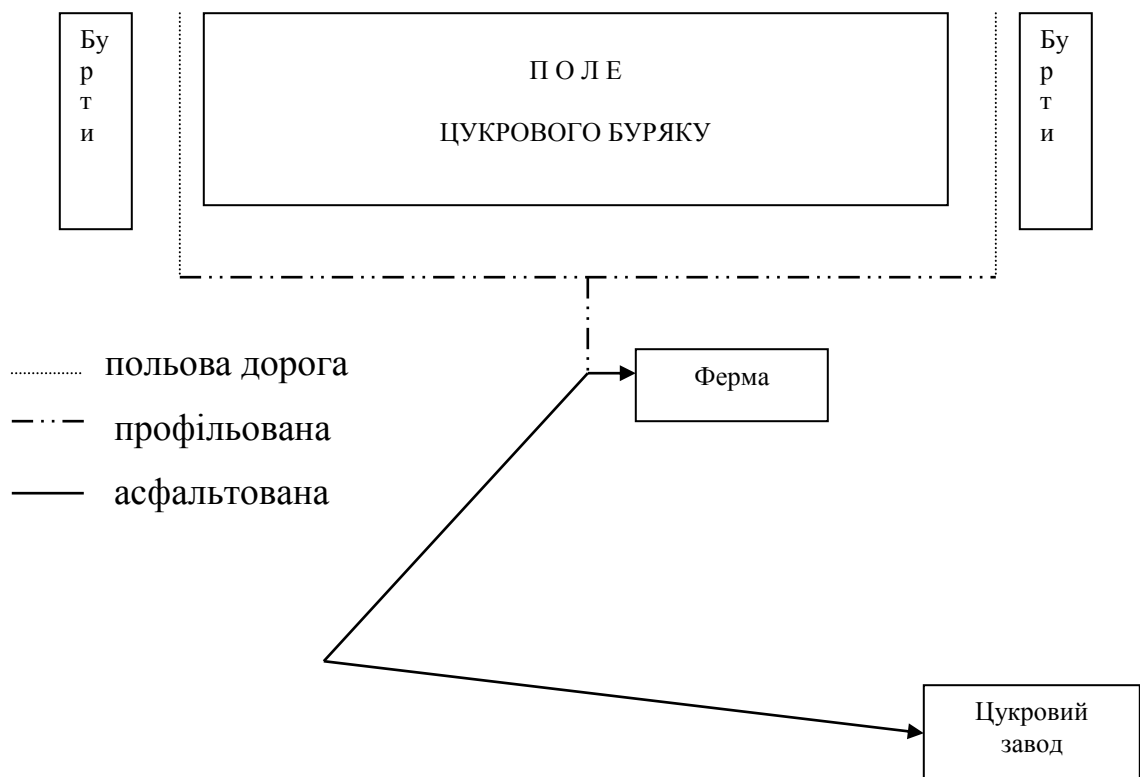 Бу
р
т
и
П О Л Е
ЦУКРОВОГО БУРЯКУ
Бу
р
т
и
польова дорога
профільована
асфальтована
Ферма
Цукровий
завод